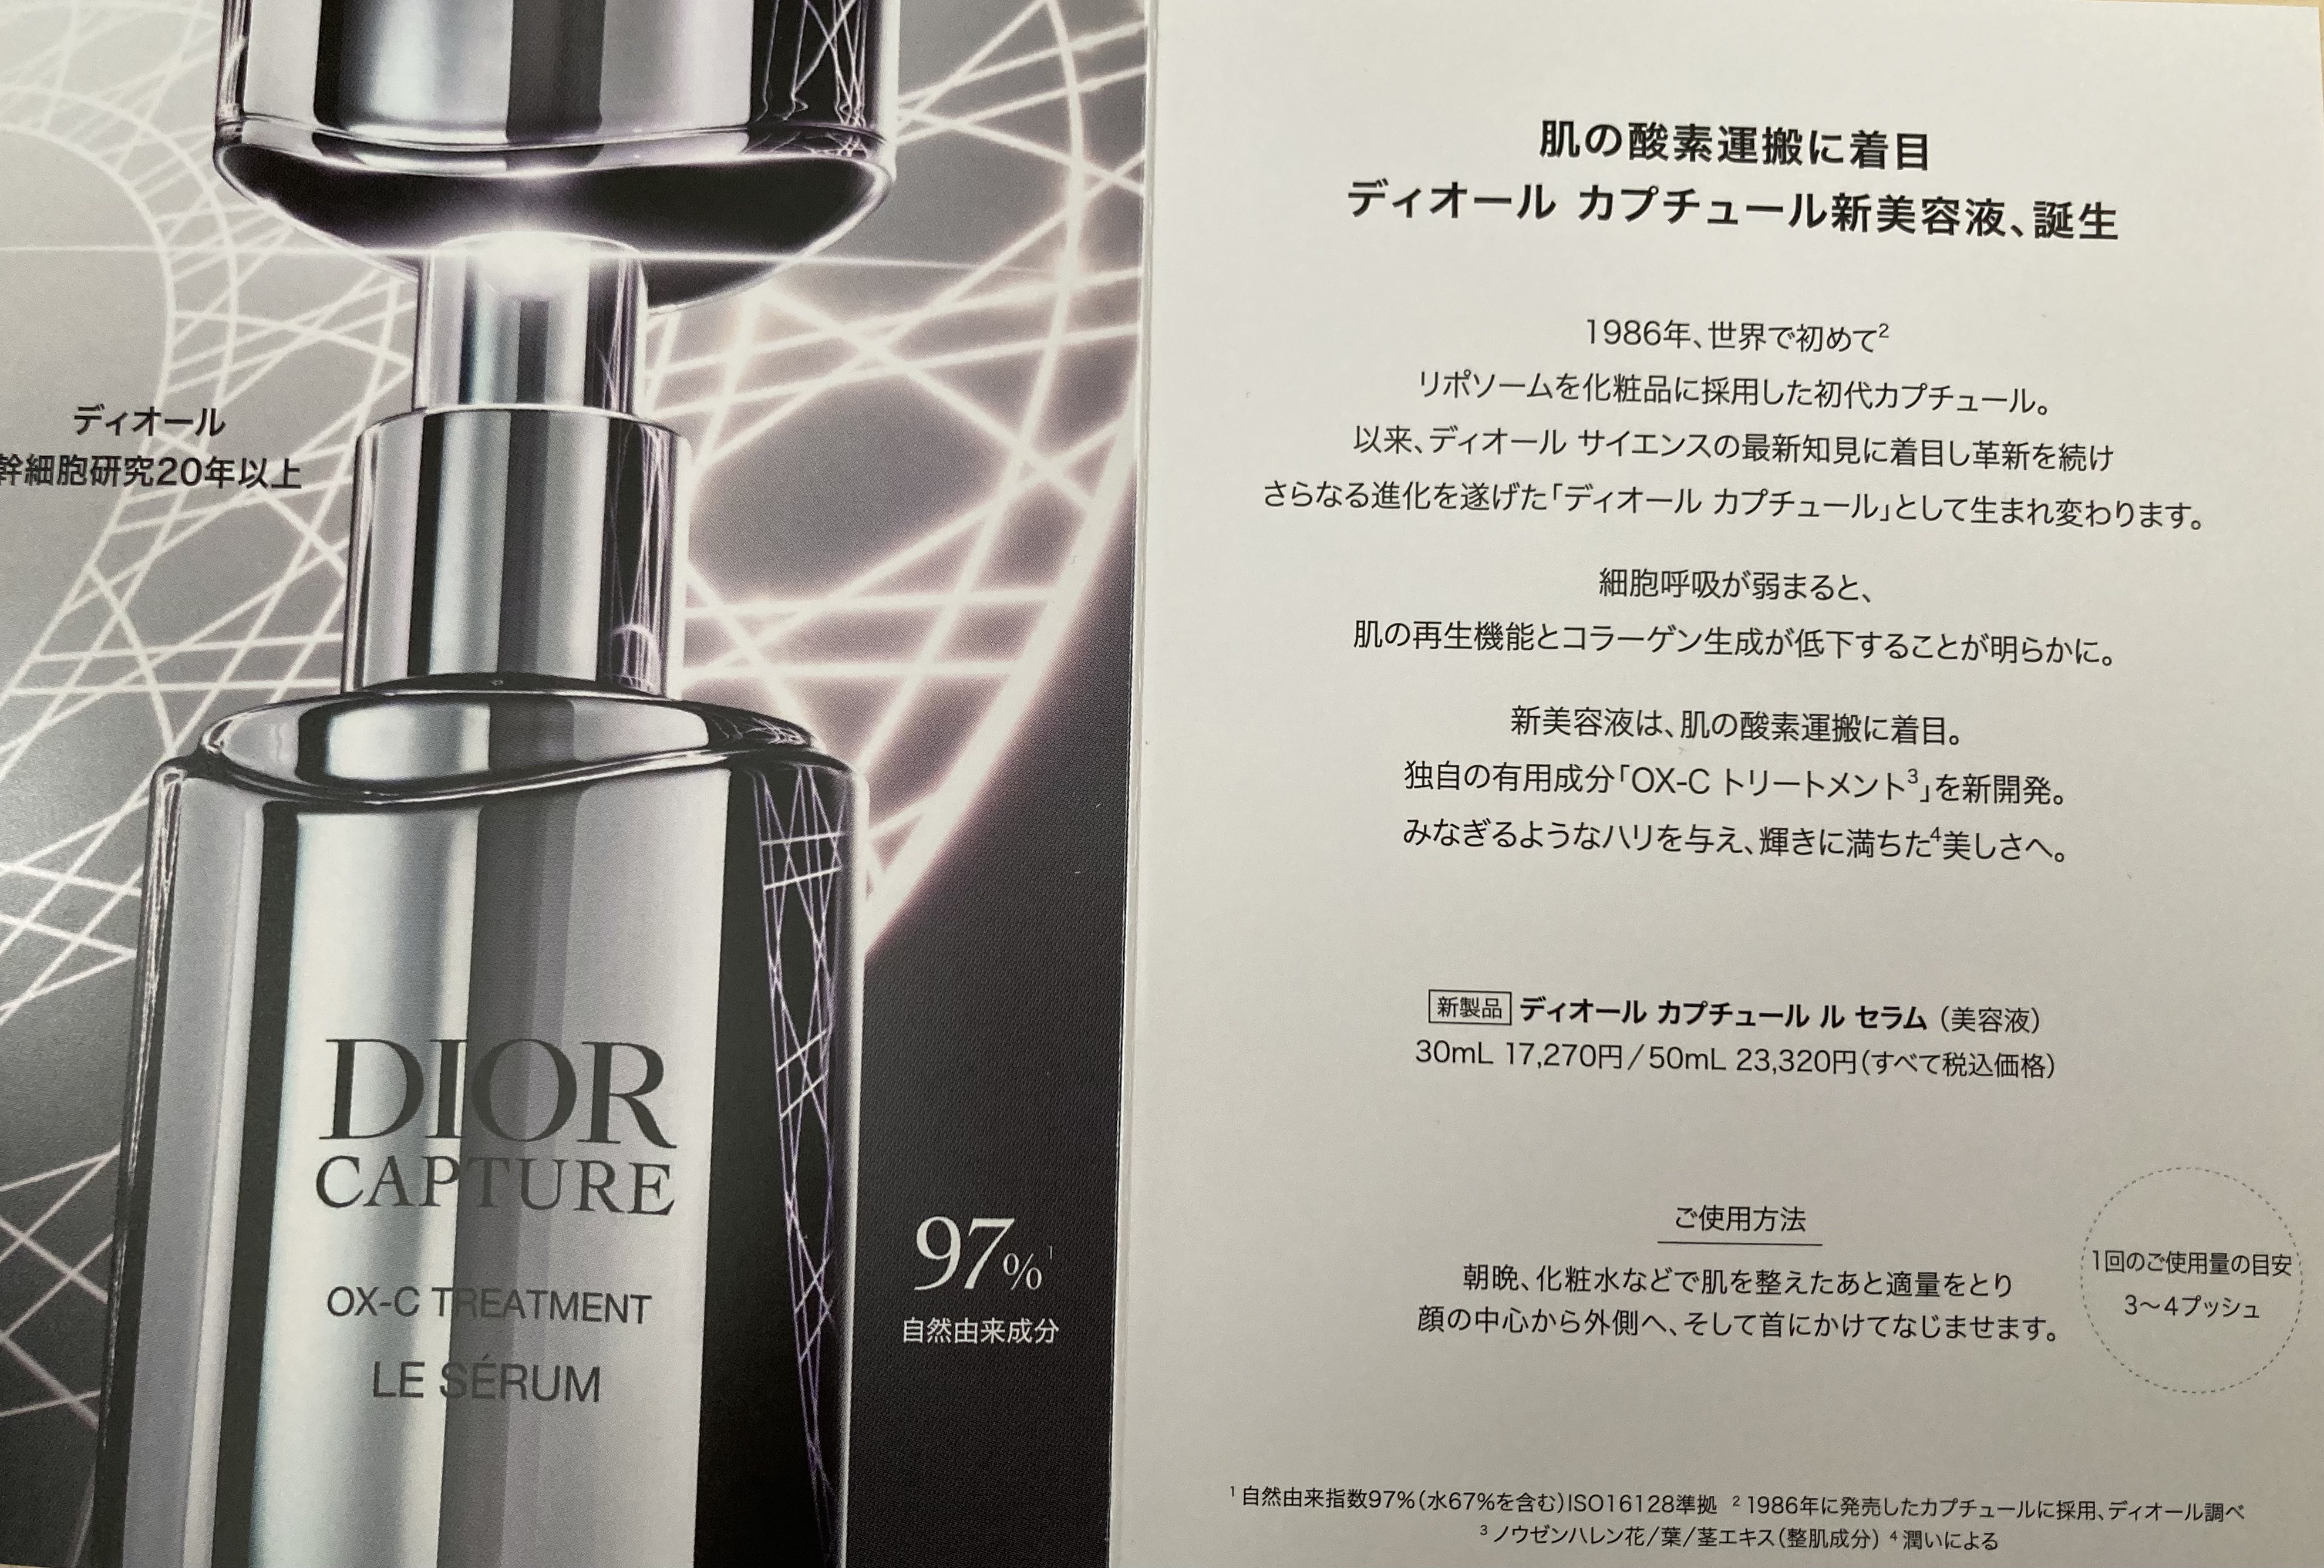 ディオール
幹細胞研究20年以上
DIOR
CAPTURE
OX-C TREATMENT
LE SÉRUM
97%¹
自然由来成分
肌の酸素運搬に着目
ディオール カプチュール新美容液、誕生
1986年、世界で初めて²
リポソームを化粧品に採用した初代カプチュール。
以来、ディオール サイエンスの最新知見に着目し革新を続け
さらなる進化を遂げた「ディオール カプチュール」として生まれ変わります。
細胞呼吸が弱まると、
肌の再生機能とコラーゲン生成が低下することが明らかに。
新美容液は、肌の酸素運搬に着目。
独自の有用成分「OX-C トリートメント³」を新開発。
みなぎるようなハリを与え、輝きに満ちた⁴美しさへ。
新製品 ディオール カプチュール ル セラム（美容液）
30mL 17,270円／50mL 23,320円（すべて税込価格）
ご使用方法
朝晩、化粧水などで肌を整えたあと適量をとり
顔の中心から外側へ、そして首にかけてなじませます。
1回のご使用量の目安
3〜4プッシュ
¹ 自然由来指数97%（水67%を含む）ISO16128準拠 ² 1986年に発売したカプチュールに採用、ディオール調べ
³ ノウゼンハレン花/葉/茎エキス（整肌成分） ⁴ 潤いによる